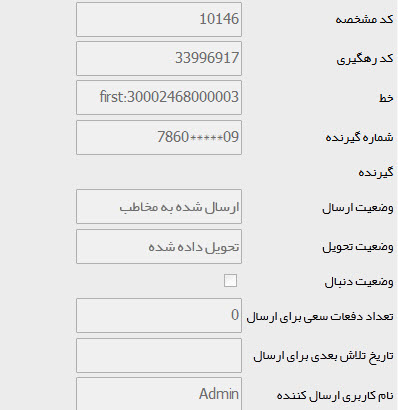 کد مشخصه 10146
کد رهگیری 33996917
خط first:30002468000003
شماره گیرنده 7860*****09
گیرنده
وضعیت ارسال ارسال شده به مخاطب
وضعیت تحویل تحویل داده شده
وضعیت دنبال
تعداد دفعات سعی برای ارسال 0
تاریخ تلاش بعدی برای ارسال
نام کاربری ارسال کننده Admin